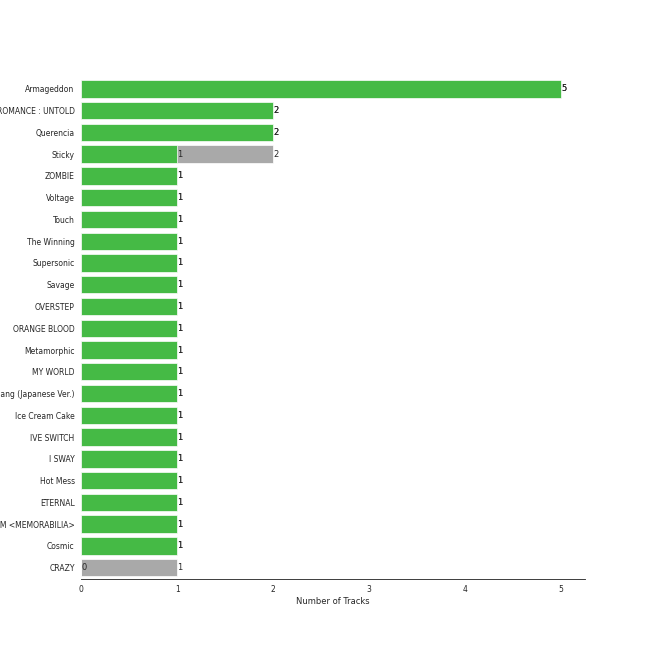 Armageddon 5
ROMANCE : UNTOLD 2
Querencia 2
Sticky 1 2
ZOMBIE 1
Voltage 1
Touch 1
The Winning 1
Supersonic 1
Savage 1
OVERSTEP 1
ORANGE BLOOD 1
Metamorphic 1
MY WORLD 1
ang (Japanese Ver.) 1
Ice Cream Cake 1
IVE SWITCH 1
I SWAY 1
Hot Mess 1
ETERNAL 1
M <MEMORABILIA> 1
Cosmic 1
CRAZY 0 1
0 1 2 3 4 5
Number of Tracks